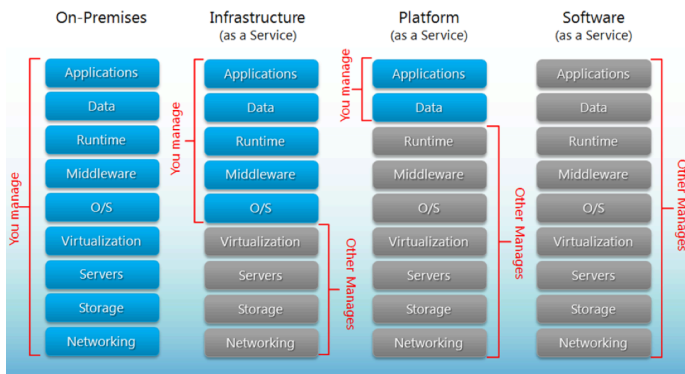 On-Premises
You manage
Applications
Data
Runtime
Middleware
O/S
Virtualization
Servers
Storage
Networking
Infrastructure
(as a Service)
You manage
Applications
Data
Runtime
Middleware
O/S
Virtualization
Servers
Storage
Networking
Other Manages
Platform
(as a Service)
You manage
Applications
Data
Runtime
Middleware
O/S
Virtualization
Servers
Storage
Networking
Other Manages
Software
(as a Service)
Applications
Data
Runtime
Middleware
O/S
Virtualization
Servers
Storage
Networking
Other Manages